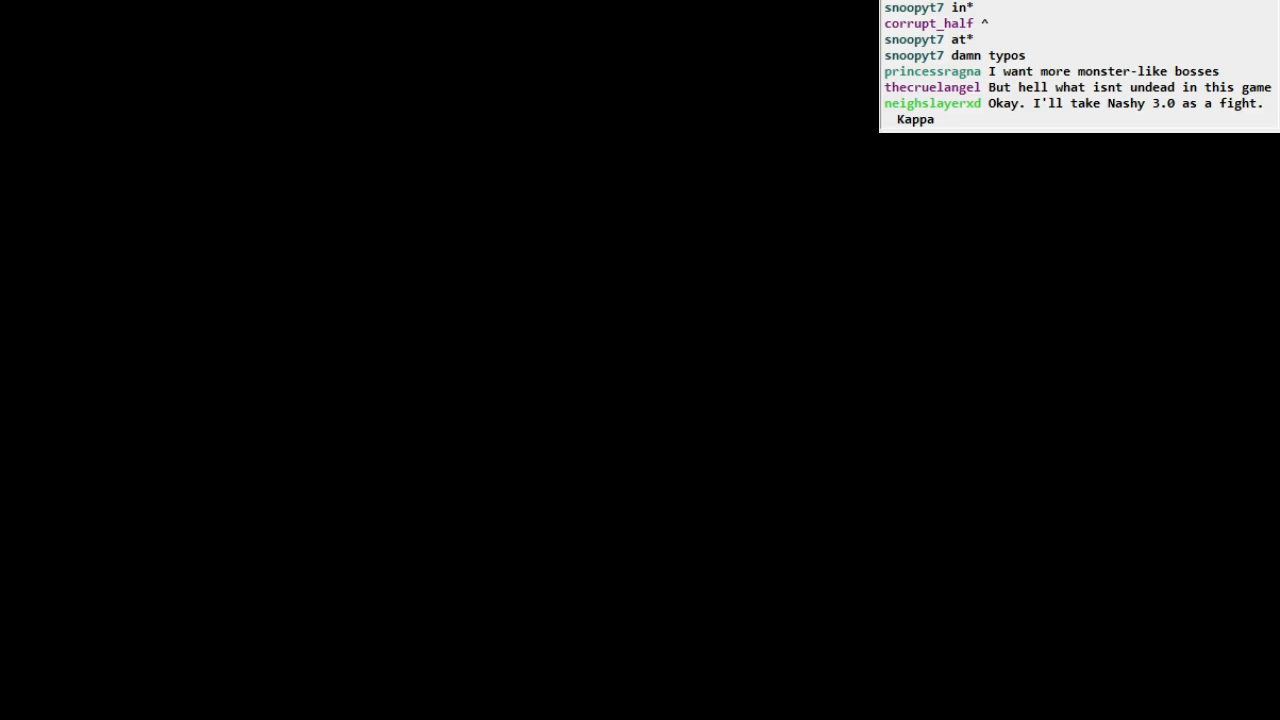 snoopyt7 in*
corrupt_half ^
snoopyt7 at*
snoopyt7 damn typos
princessragna I want more monster-like bosses
thecruelangel But hell what isnt undead in this game
neighslayerxd Okay. I'll take Nashy 3.0 as a fight.
Kappa